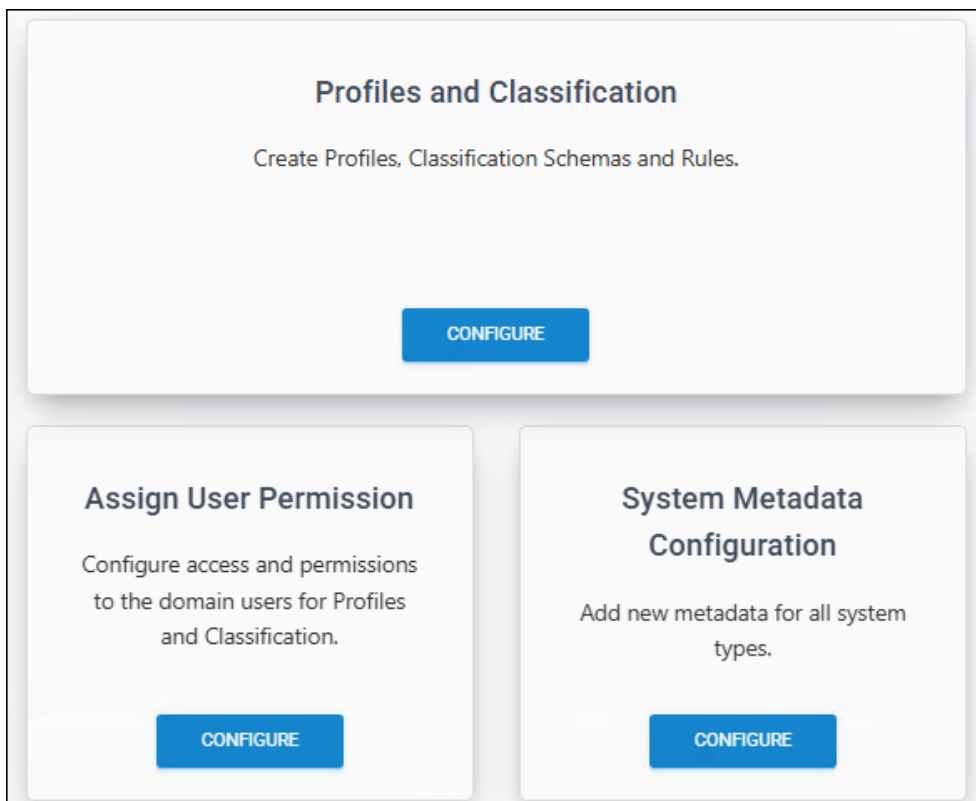 Profiles and Classification
Create Profiles, Classification Schemas and Rules.
CONFIGURE
Assign User Permission
Configure access and permissions
to the domain users for Profiles
and Classification.
CONFIGURE
System Metadata
Configuration
Add new metadata for all system
types.
CONFIGURE